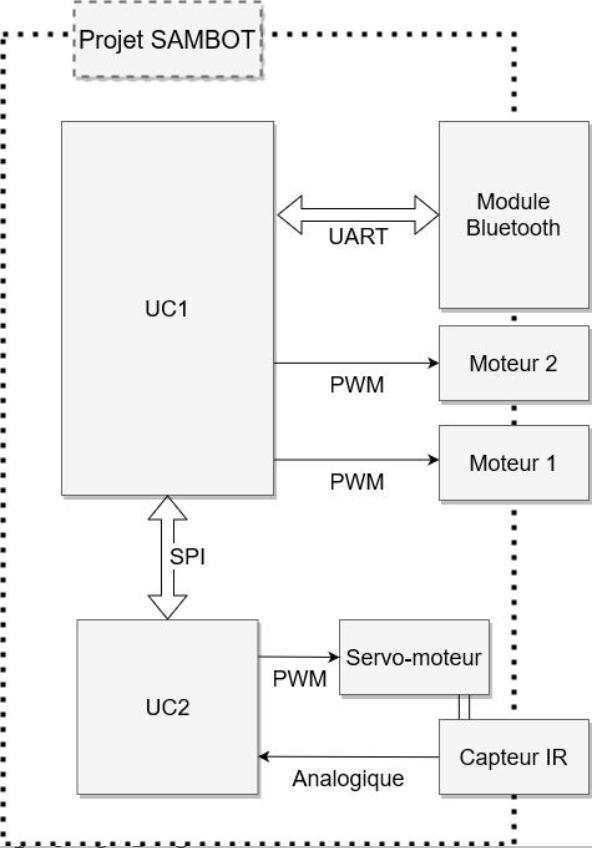 Projet SAMBOT
UC1
UART
Module
Bluetooth
PWM
Moteur 2
PWM
Moteur 1
SPI
UC2
PWM
Servo-moteur
Analogique
Capteur IR